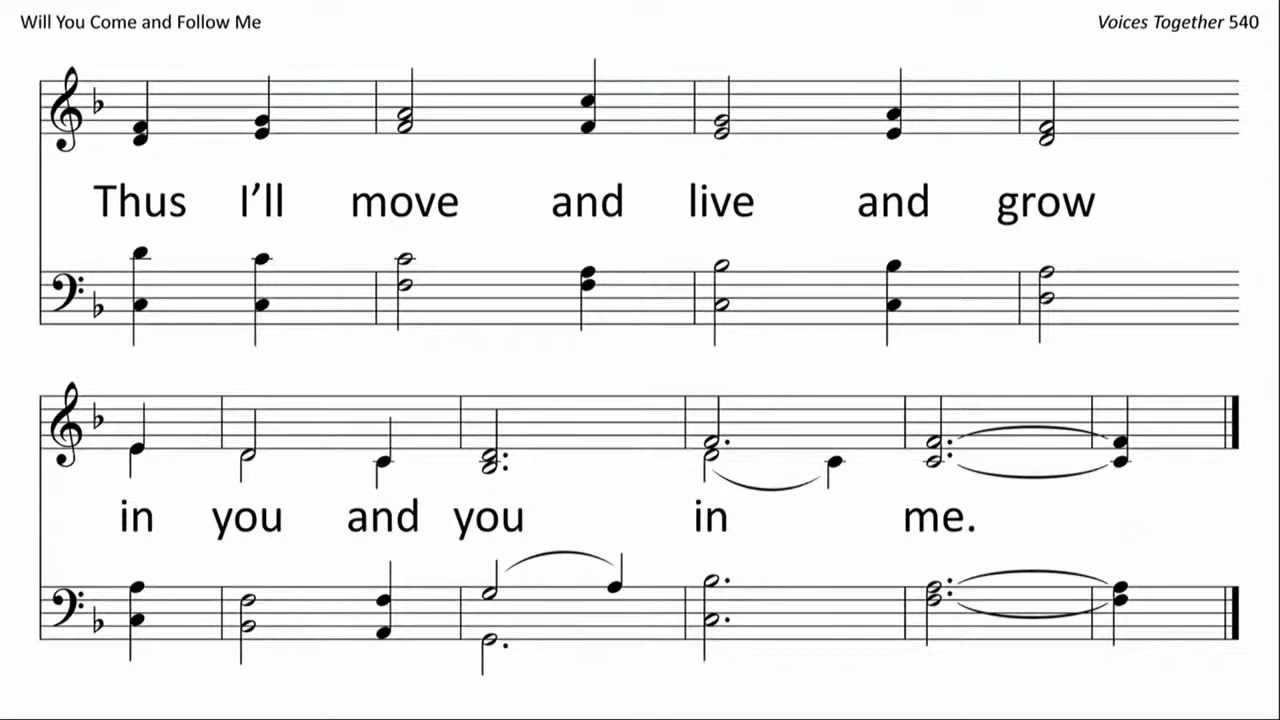 Will You Come and Follow Me
Voices Together 540
Thus I’ll move and live and grow
in you and you in me.